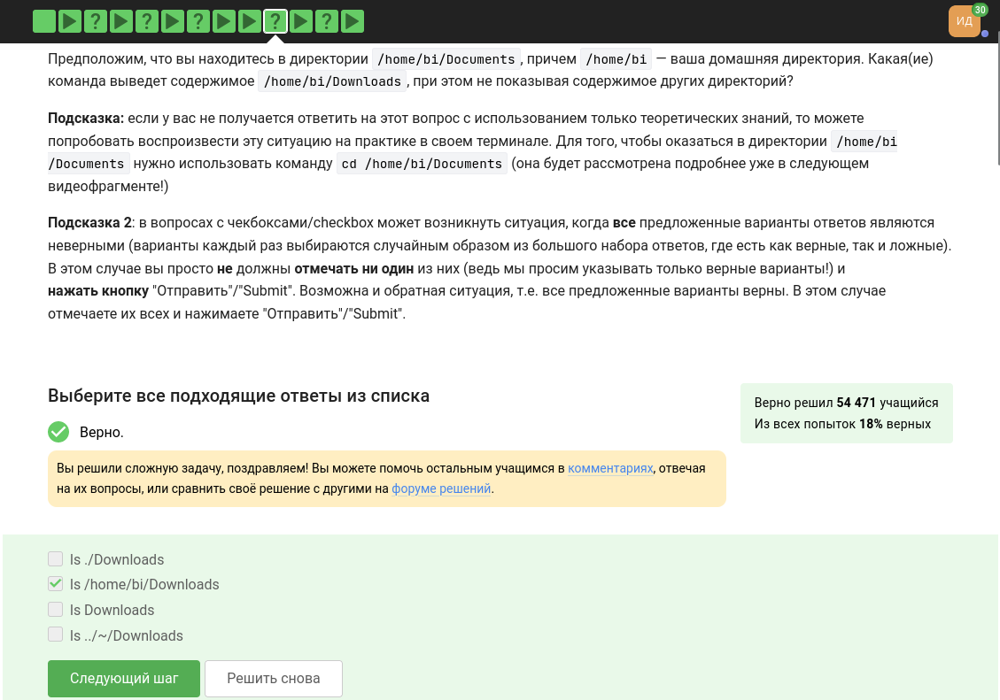 ? ? ? ? ?
ИД
30
Предположим, что вы находитесь в директории /home/bi/Documents , причем /home/bi — ваша домашняя директория. Какая(ие)
команда выведет содержимое /home/bi/Downloads , при этом не показывая содержимое других директорий?
Подсказка: если у вас не получается ответить на этот вопрос с использованием только теоретических знаний, то можете
попробовать воспроизвести эту ситуацию на практике в своем терминале. Для того, чтобы оказаться в директории /home/bi
/Documents нужно использовать команду cd /home/bi/Documents (она будет рассмотрена подробнее уже в следующем
видеофрагменте!)
Подсказка 2: в вопросах с чекбоксами/checkbox может возникнуть ситуация, когда все предложенные варианты ответов являются
неверными (варианты каждый раз выбираются случайным образом из большого набора ответов, где есть как верные, так и ложные).
В этом случае вы просто не должны отмечать ни один из них (ведь мы просим указывать только верные варианты!) и
нажать кнопку "Отправить"/"Submit". Возможна и обратная ситуация, т.е. все предложенные варианты верны. В этом случае
отмечаете их всех и нажимаете "Отправить"/"Submit".
Выберите все подходящие ответы из списка
Верно решил 54 471 учащийся
Из всех попыток 18% верных
Верно.
Вы решили сложную задачу, поздравляем! Вы можете помочь остальным учащимся в комментариях, отвечая
на их вопросы, или сравнить своё решение с другими на форуме решений.
ls ./Downloads
ls /home/bi/Downloads
ls Downloads
ls ../~/Downloads
Следующий шаг
Решить снова